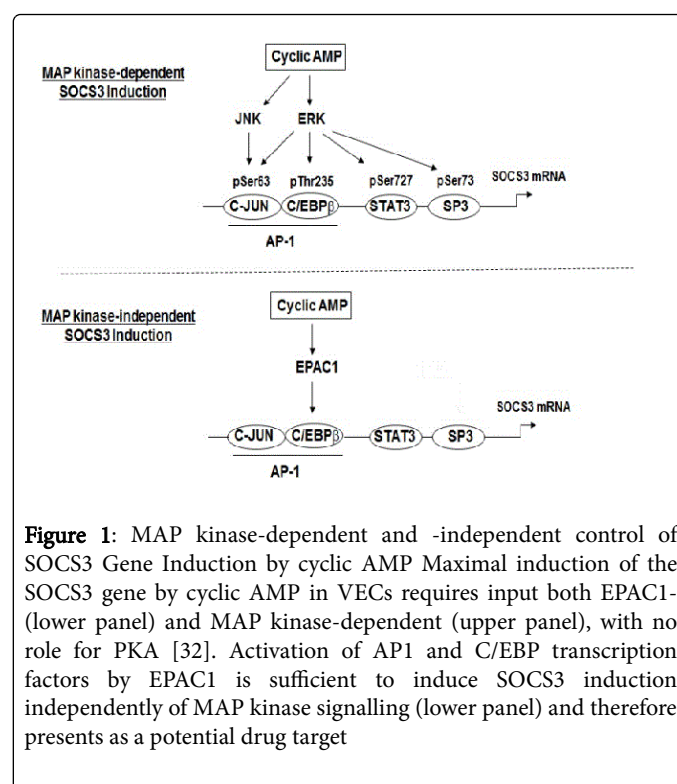 Cyclic AMP
MAP kinase-dependent
SOCS3 Induction
JNK ERK
pSer63 pThr235 pSer727 pSer73 SOCS3 mRNA
C-JUN C/EBPβ STAT3 SP3
AP-1
Cyclic AMP
MAP kinase-independent
SOCS3 Induction
EPAC1
SOCS3 mRNA
C-JUN C/EBPβ STAT3 SP3
AP-1
Figure 1: MAP kinase-dependent and -independent control of
SOCS3 Gene Induction by cyclic AMP Maximal induction of the
SOCS3 gene by cyclic AMP in VECs requires input both EPAC1-
(lower panel) and MAP kinase-dependent (upper panel), with no
role for PKA [32]. Activation of AP1 and C/EBP transcription
factors by EPAC1 is sufficient to induce SOCS3 induction
independently of MAP kinase signalling (lower panel) and therefore
presents as a potential drug target